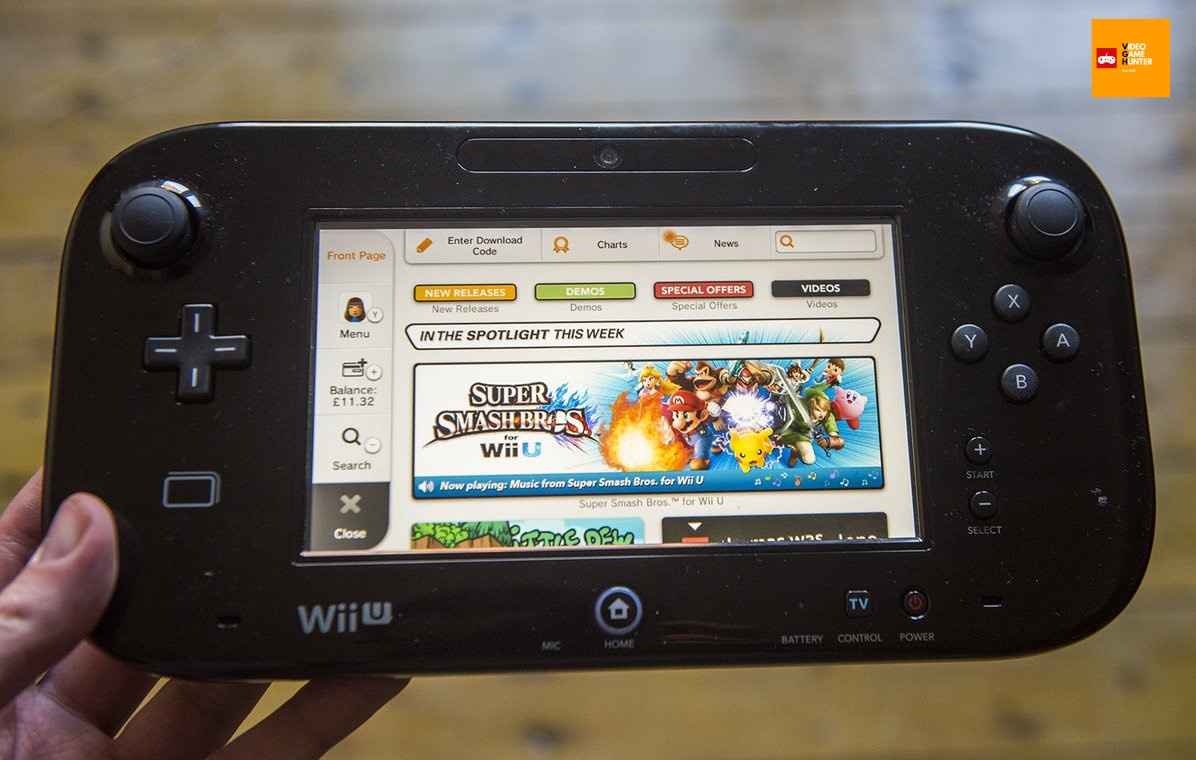 VIDEO
GAME
HUNTER
Front Page
Enter Download
Code
Charts
News
NEW RELEASES
DEMOS
SPECIAL OFFERS
VIDEOS
New Releases
Demos
Special Offers
Videos
Y
Menu
IN THE SPOTLIGHT THIS WEEK
Balance:
£11.32
Search
Close
SUPER
SMASH BROS.
for
Wii U
Now playing: Music from Super Smash Bros. for Wii U
Super Smash Bros.™ for Wii U
X
Y
A
B
+
START
−
SELECT
Wii U
MIC
HOME
BATTERY
TV
CONTROL
POWER